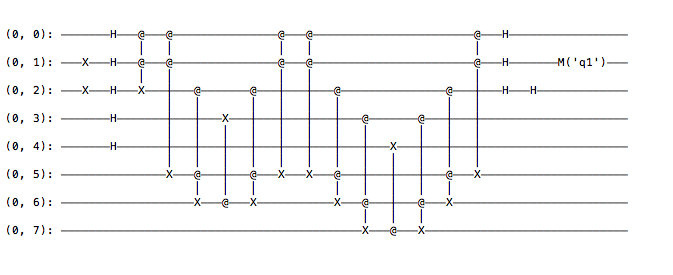 (0, 0): H @ @ @ @ @ H
(0, 1): X H @ @ @ @ @ H M('q1')
(0, 2): X H X @ @ @ @ H H
(0, 3): H X @ @
(0, 4): H X
(0, 5): X @ @ X X @ @ X
(0, 6): X @ X X @ @ X
(0, 7): X @ X